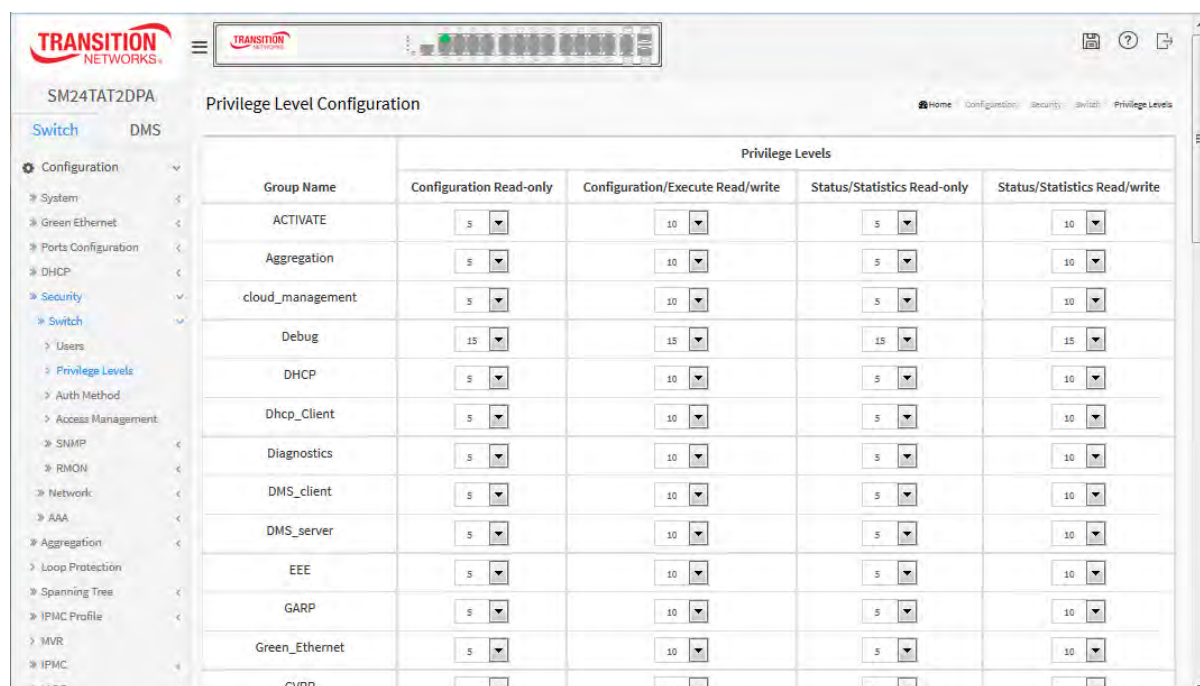 TRANSITION
NETWORKS®
TRANSITION
NETWORKS
SM24TAT2DPA
Switch DMS
Privilege Level Configuration
Home Configuration Security Switch Privilege Levels
Configuration
System
Green Ethernet
Ports Configuration
DHCP
Security
Switch
Users
Privilege Levels
Auth Method
Access Management
SNMP
RMON
Network
AAA
Aggregation
Loop Protection
Spanning Tree
IPMC Profile
MVR
IPMC
Privilege Levels
Group Name Configuration Read-only Configuration/Execute Read/write Status/Statistics Read-only Status/Statistics Read/write
ACTIVATE 5 10 5 10
Aggregation 5 10 5 10
cloud_management 5 10 5 10
Debug 15 15 15 15
DHCP 5 10 5 10
Dhcp_Client 5 10 5 10
Diagnostics 5 10 5 10
DMS_client 5 10 5 10
DMS_server 5 10 5 10
EEE 5 10 5 10
GARP 5 10 5 10
Green_Ethernet 5 10 5 10